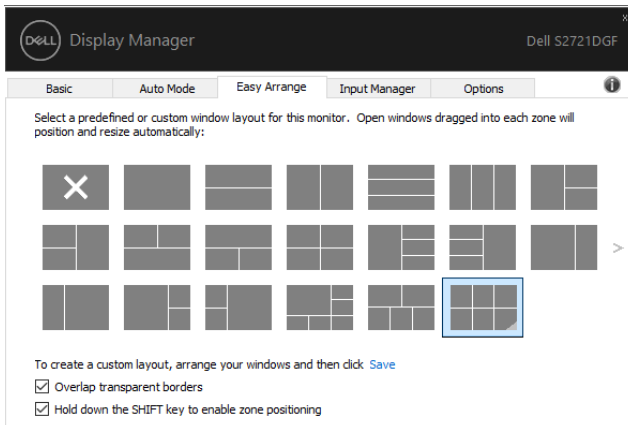 DELL Display Manager Dell S2721DGF
Basic Auto Mode Easy Arrange Input Manager Options
Select a predefined or custom window layout for this monitor. Open windows dragged into each zone will
position and resize automatically:
To create a custom layout, arrange your windows and then click Save
Overlap transparent borders
Hold down the SHIFT key to enable zone positioning